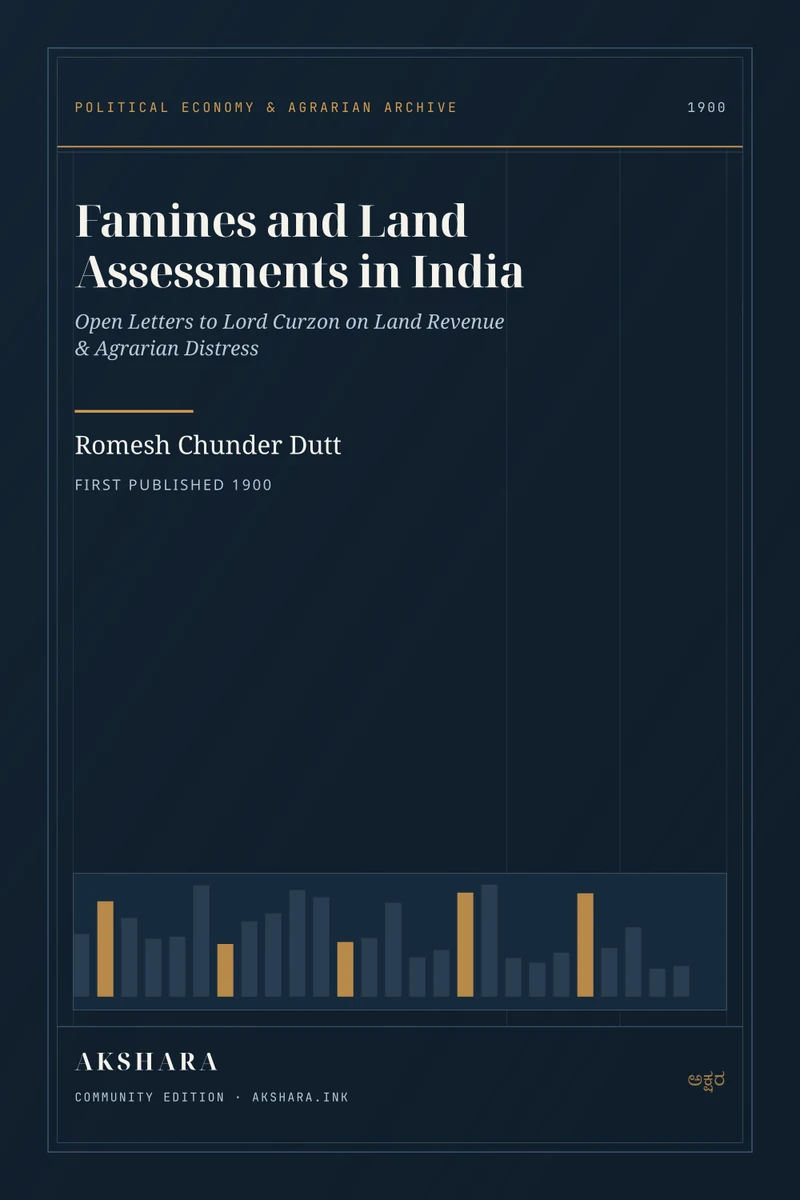 POLITICAL ECONOMY & AGRARIAN ARCHIVE
1900
Famines and Land
Assessments in India
Open Letters to Lord Curzon on Land Revenue
& Agrarian Distress
Romesh Chunder Dutt
FIRST PUBLISHED 1900
AKSHARA
COMMUNITY EDITION · AKSHARA.INK
ಅಕ್ಷರ